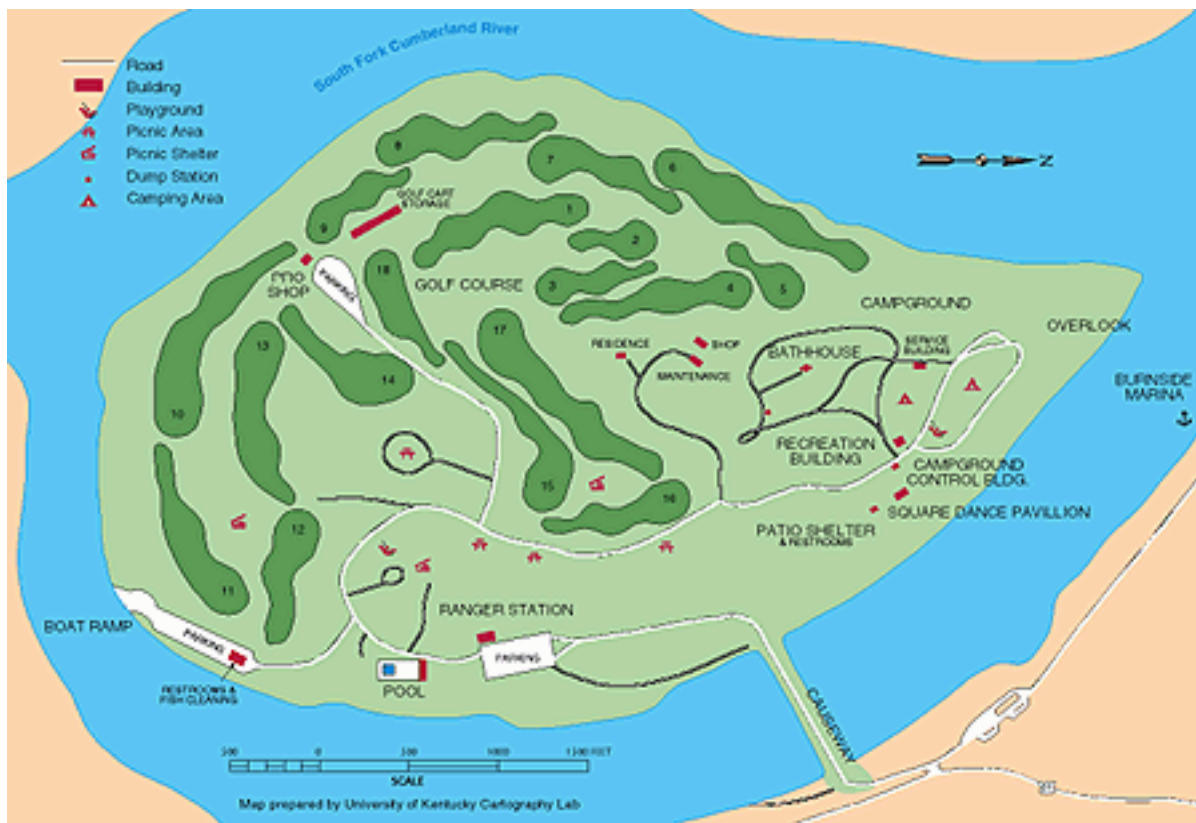 South Fork Cumberland River
Road
Building
Playground
Picnic Area
Picnic Shelter
Dump Station
Camping Area
N
8
7
6
9
GOLF CART
STORAGE
1
2
PRO
SHOP
PARKING
18
GOLF COURSE
3
4
5
CAMPGROUND
OVERLOOK
17
RESIDENCE
SHOP
MAINTENANCE
BATHHOUSE
SERVICE
BUILDING
BURNSIDE
MARINA
13
14
10
RECREATION
BUILDING
CAMPGROUND
CONTROL BLDG.
15
16
SQUARE DANCE PAVILLION
PATIO SHELTER
& RESTROOMS
12
11
BOAT RAMP
PARKING
RESTROOMS &
FISH CLEANING
RANGER STATION
PARKING
POOL
CAUSEWAY
500
0
500
1000
1500 FEET
SCALE
Map prepared by University of Kentucky Cartography Lab